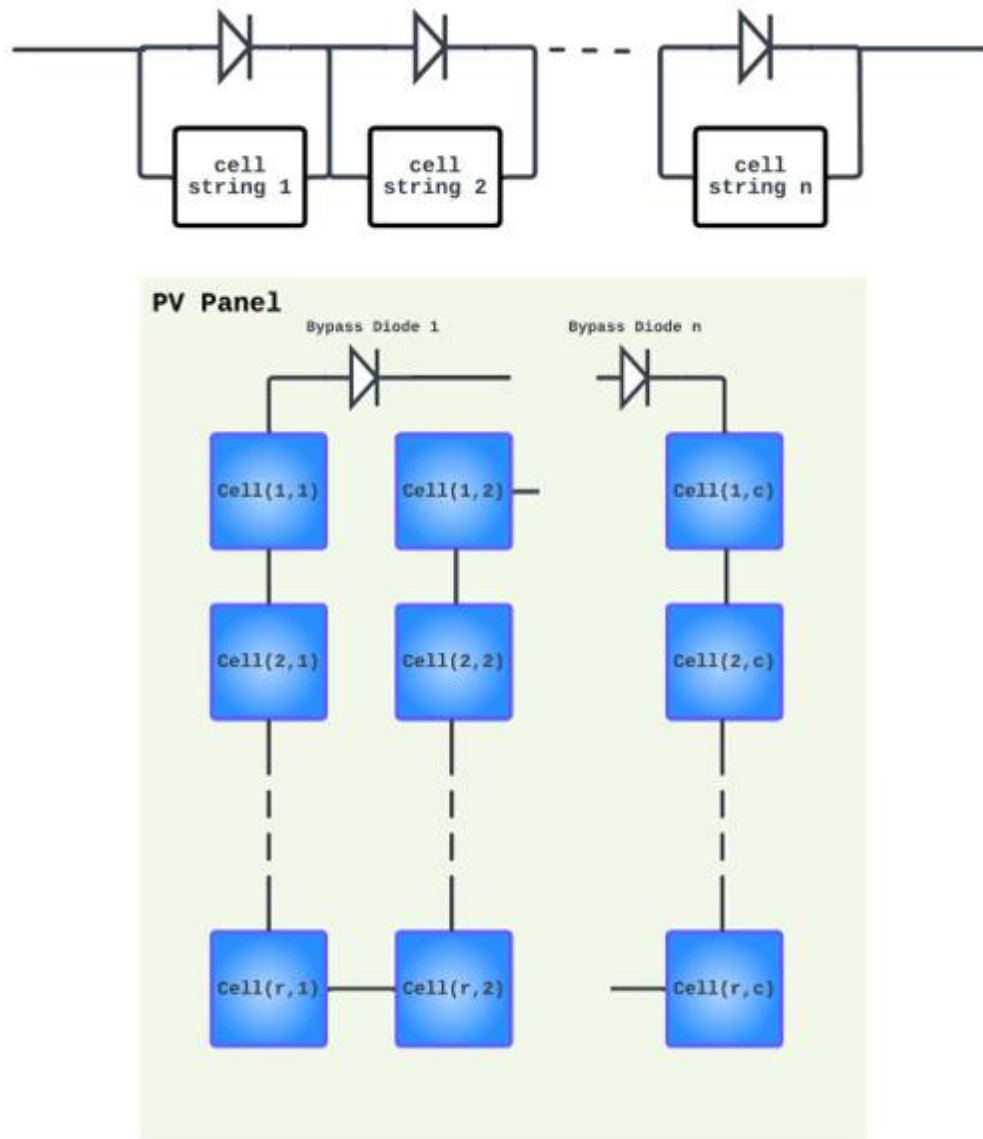 cell
string 1
cell
string 2
cell
string n
PV Panel
Bypass Diode 1
Bypass Diode n
Cell(1,1)
Cell(1,2)
Cell(1,c)
Cell(2,1)
Cell(2,2)
Cell(2,c)
Cell(r,1)
Cell(r,2)
Cell(r,c)